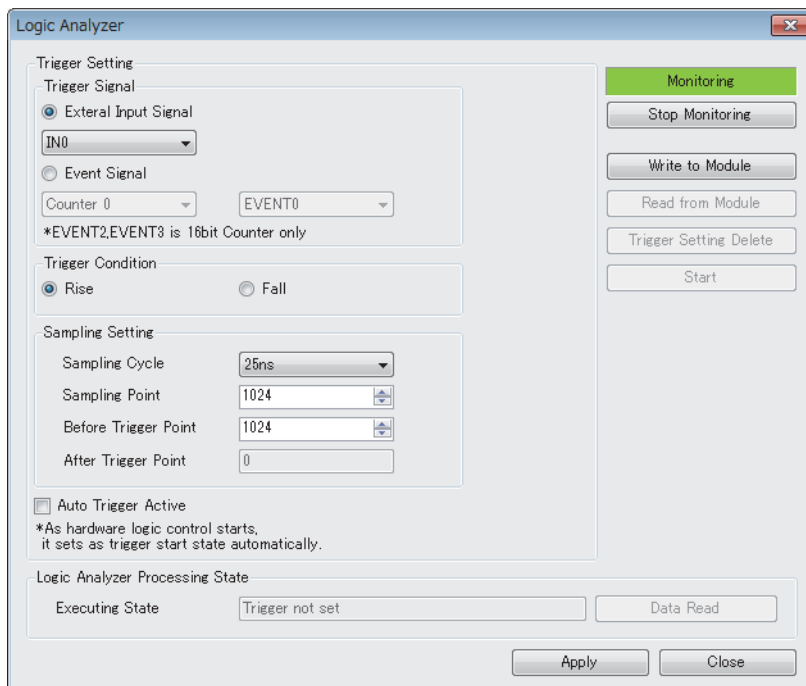 Logic Analyzer
Trigger Setting
Trigger Signal
Exteral Input Signal
IN0
Event Signal
Counter 0
EVENT0
*EVENT2,EVENT3 is 16bit Counter only
Trigger Condition
Rise
Fall
Sampling Setting
Sampling Cycle
25ns
Sampling Point
1024
Before Trigger Point
1024
After Trigger Point
0
Auto Trigger Active
*As hardware logic control starts,
it sets as trigger start state automatically.
Monitoring
Stop Monitoring
Write to Module
Read from Module
Trigger Setting Delete
Start
Logic Analyzer Processing State
Executing State
Trigger not set
Data Read
Apply
Close